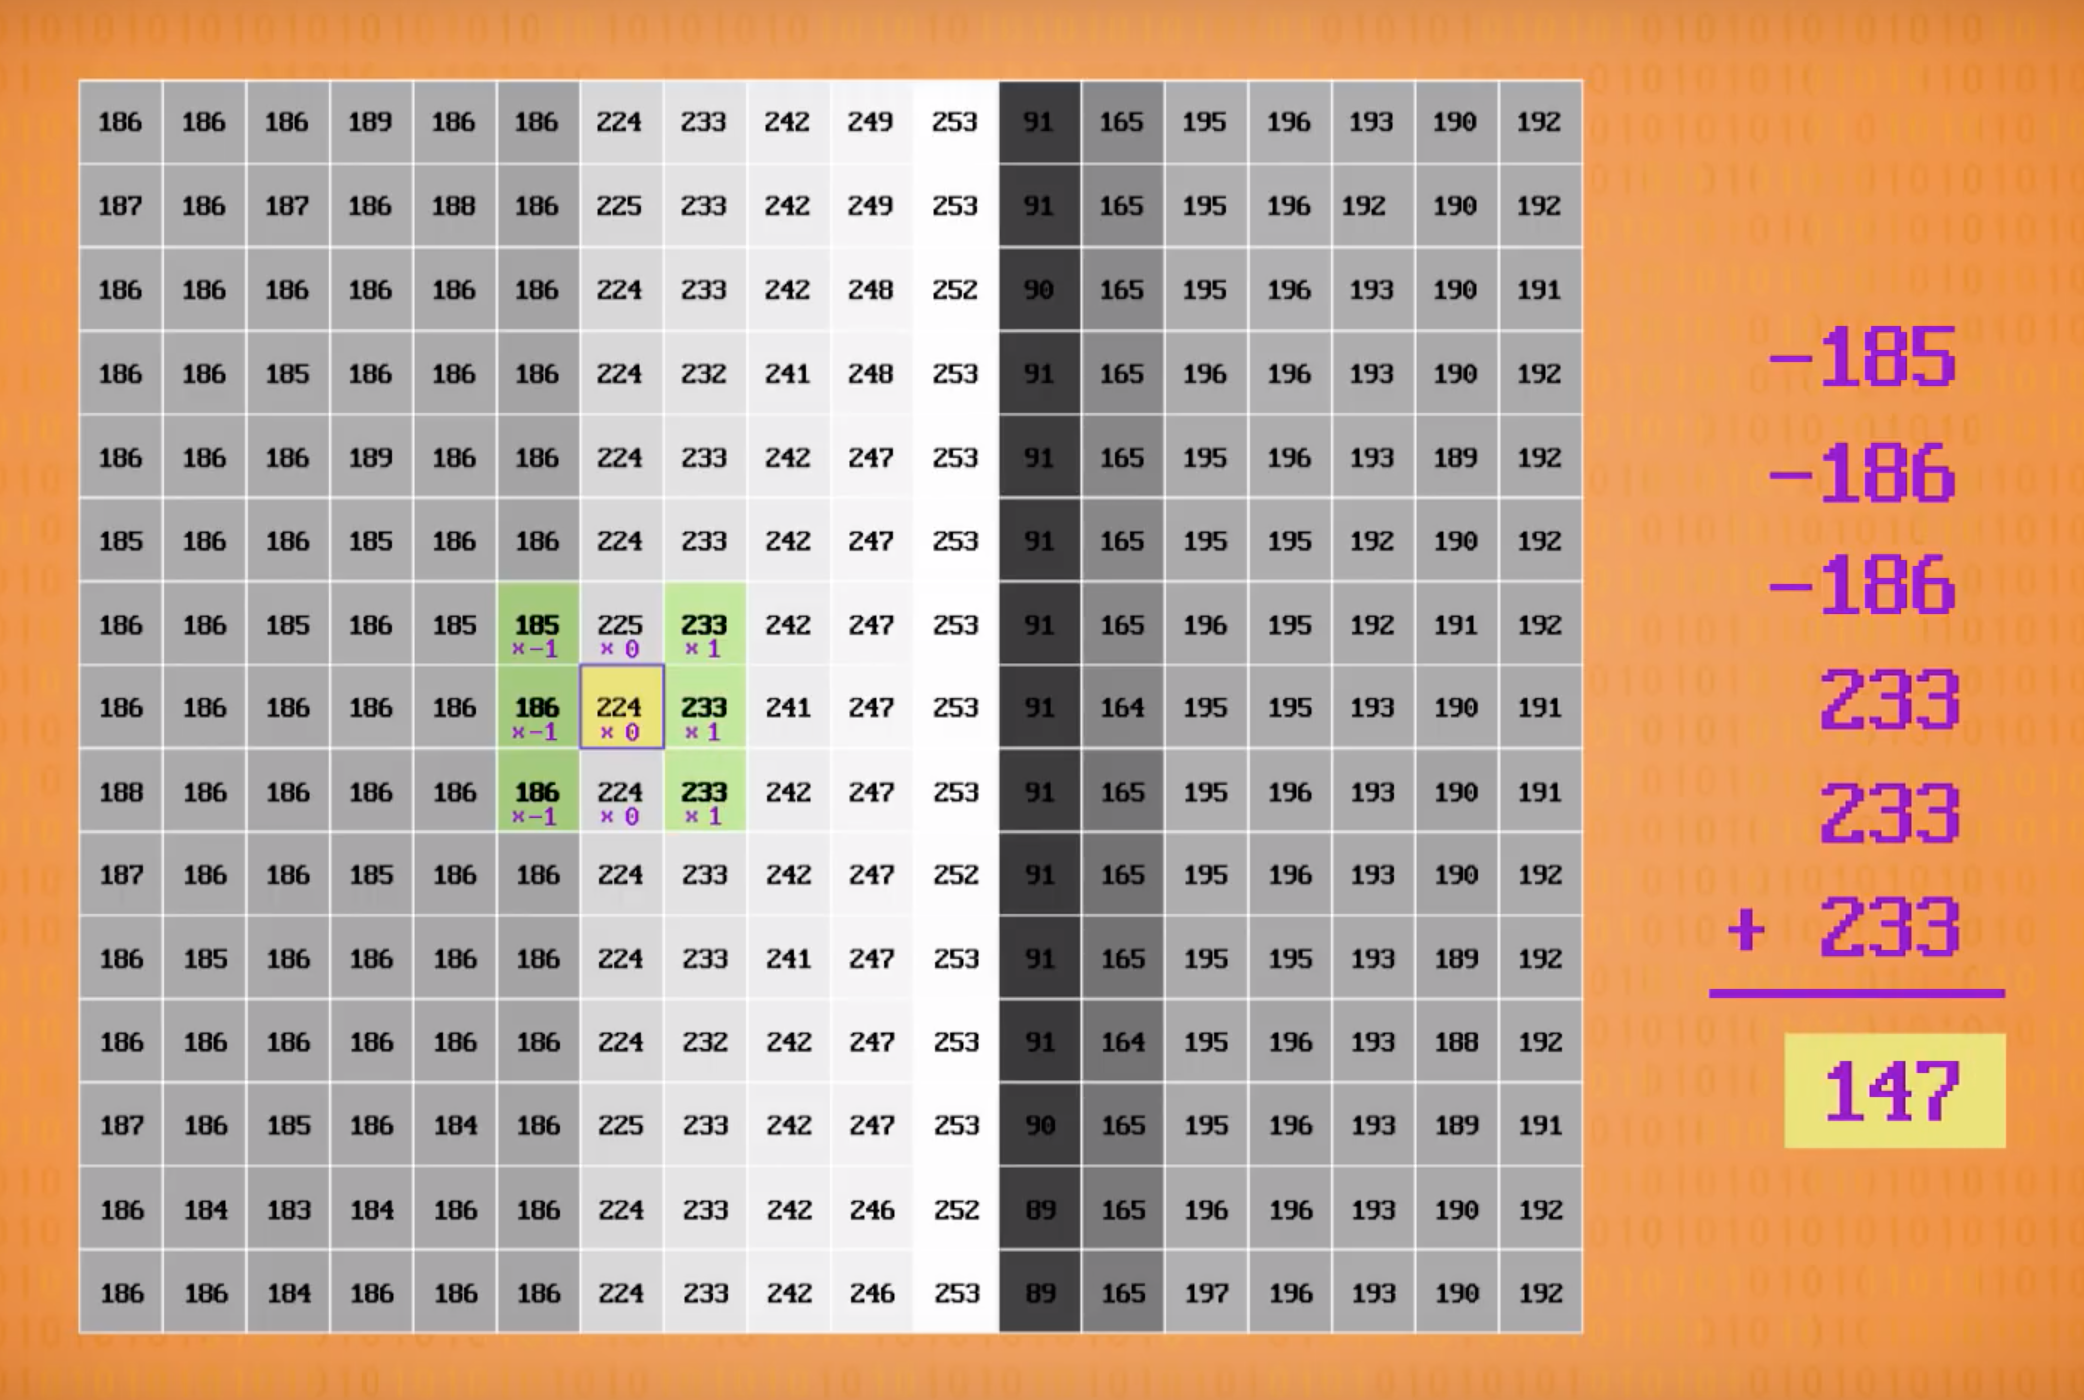 186 186 186 189 186 186 224 233 242 249 253 91 165 195 196 193 190 192
187 186 187 186 188 186 225 233 242 249 253 91 165 195 196 192 190 192
186 186 186 186 186 186 224 233 242 248 252 90 165 195 196 193 190 191
186 186 185 186 186 186 224 232 241 248 253 91 165 196 196 193 190 192
186 186 186 189 186 186 224 233 242 247 253 91 165 195 196 193 189 192
185 186 186 185 186 186 224 233 242 247 253 91 165 195 195 192 190 192
186 186 185 186 185 185 225 233 242 247 253 91 165 196 195 192 191 192
×-1 × 0 × 1
186 186 186 186 186 186 224 233 241 247 253 91 164 195 195 193 190 191
×-1 × 0 × 1
188 186 186 186 186 186 224 233 242 247 253 91 165 195 196 193 190 191
×-1 × 0 × 1
187 186 186 185 186 186 224 233 242 247 252 91 165 195 196 193 190 192
186 185 186 186 186 186 224 233 241 247 253 91 165 195 195 193 189 192
186 186 186 186 186 186 224 232 242 247 253 91 164 195 196 193 188 192
187 186 185 186 184 186 225 233 242 247 253 90 165 195 196 193 189 191
186 184 183 184 186 186 224 233 242 246 252 89 165 196 196 193 190 192
186 186 184 186 186 186 224 233 242 246 253 89 165 197 196 193 190 192
-185
-186
-186
233
233
+ 233
147